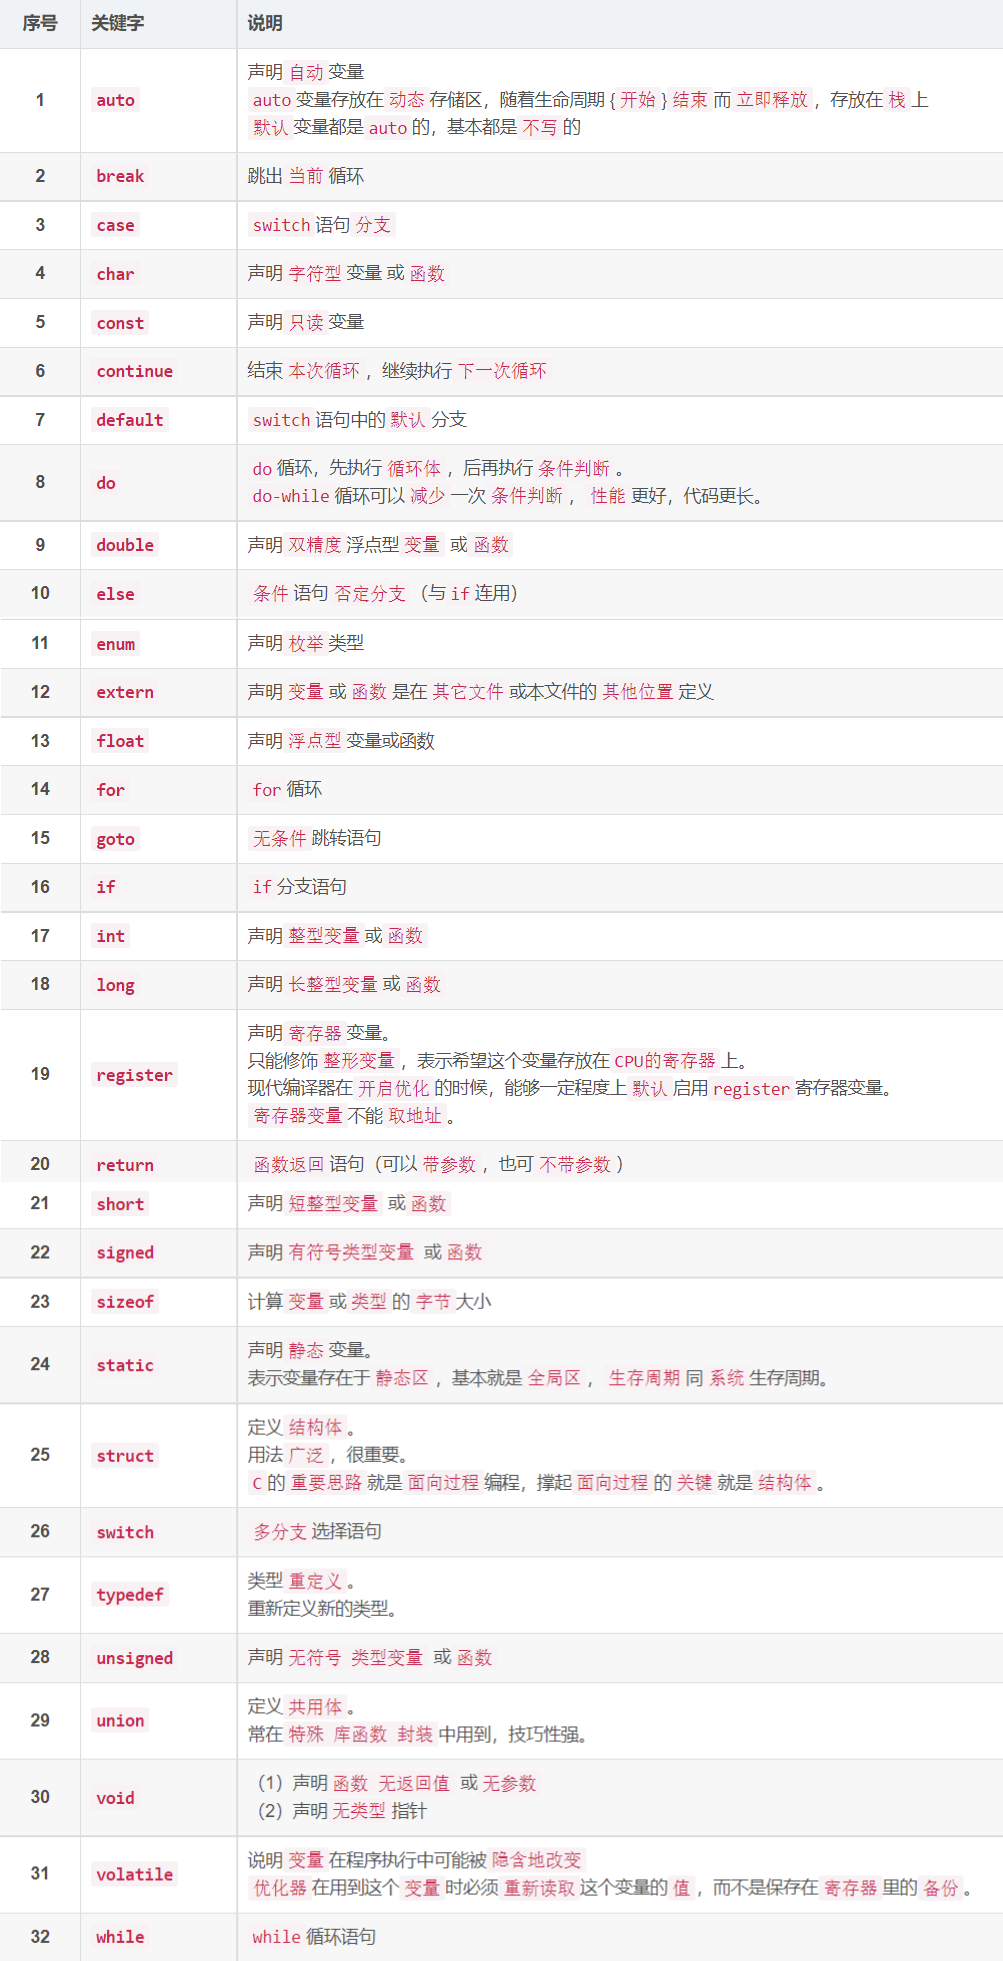 序号 关键字 说明
1 auto 声明 自动 变量
auto 变量存放在 动态 存储区，随着生命周期 { 开始 } 结束 而 立即释放 ，存放在 栈 上
默认 变量都是 auto 的，基本都是 不写 的
2 break 跳出 当前 循环
3 case switch 语句 分支
4 char 声明 字符型 变量 或 函数
5 const 声明 只读 变量
6 continue 结束 本次循环 ，继续执行 下一次循环
7 default switch 语句中的 默认 分支
8 do do 循环，先执行 循环体 ，后再执行 条件判断 。
do-while 循环可以 减少 一次 条件判断 ， 性能 更好，代码更长。
9 double 声明 双精度 浮点型 变量 或 函数
10 else 条件 语句 否定分支 （与 if 连用）
11 enum 声明 枚举 类型
12 extern 声明 变量 或 函数 是在 其它文件 或本文件的 其他位置 定义
13 float 声明 浮点型 变量或函数
14 for for 循环
15 goto 无条件 跳转语句
16 if if 分支语句
17 int 声明 整型变量 或 函数
18 long 声明 长整型变量 或 函数
19 register 声明 寄存器 变量。
只能修饰 整形变量 ，表示希望这个变量存放在 CPU的寄存器 上。
现代编译器在 开启优化 的时候，能够一定程度上 默认 启用 register 寄存器变量。
寄存器变量 不能 取地址 。
20 return 函数返回 语句（可以 带参数 ，也可 不带参数 ）
21 short 声明 短整型变量 或 函数
22 signed 声明 有符号类型变量 或 函数
23 sizeof 计算 变量 或 类型 的 字节 大小
24 static 声明 静态 变量。
表示变量存在于 静态区 ，基本就是 全局区 ， 生存周期 同 系统 生存周期。
25 struct 定义 结构体 。
用法 广泛 ，很重要。
C 的 重要思路 就是 面向过程 编程，撑起 面向过程 的 关键 就是 结构体 。
26 switch 多分支 选择语句
27 typedef 类型 重定义 。
重新定义新的类型。
28 unsigned 声明 无符号 类型变量 或 函数
29 union 定义 共用体 。
常在 特殊 库函数 封装 中用到，技巧性强。
30 void （1）声明 函数 无返回值 或 无参数
（2）声明 无类型 指针
31 volatile 说明 变量 在程序执行中可能被 隐含地改变
优化器 在用到这个 变量 时必须 重新读取 这个变量的 值 ，而不是保存在 寄存器 里的 备份 。
32 while while 循环语句